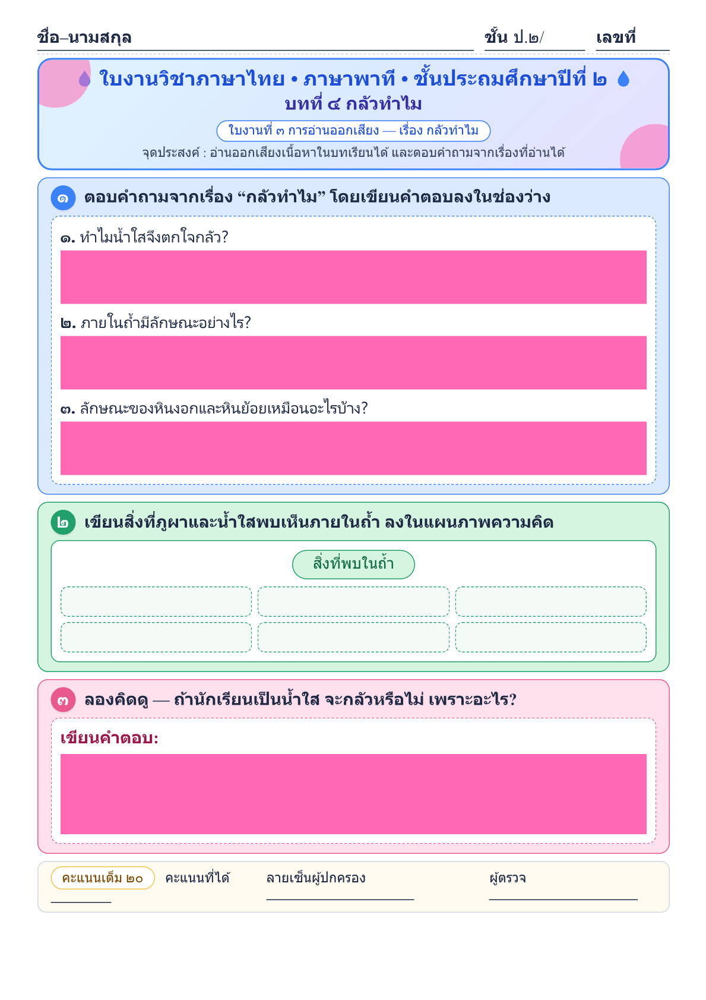 ชื่อ–นามสกุล ชั้น ป.๒/ เลขที่
ใบงานวิชาภาษาไทย • ภาษาพาที • ชั้นประถมศึกษาปีที่ ๒
บทที่ ๔ กลัวทำไม
ใบงานที่ ๓ การอ่านออกเสียง — เรื่อง กลัวทำไม
จุดประสงค์ : อ่านออกเสียงเนื้อหาในบทเรียนได้ และตอบคำถามจากเรื่องที่อ่านได้
๑ ตอบคำถามจากเรื่อง “กลัวทำไม” โดยเขียนคำตอบลงในช่องว่าง
๑. ทำไมน้ำใสจึงตกใจกลัว?
๒. ภายในถ้ำมีลักษณะอย่างไร?
๓. ลักษณะของหินงอกและหินย้อยเหมือนอะไรบ้าง?
๒ เขียนสิ่งที่ภูผาและน้ำใสพบเห็นภายในถ้ำ ลงในแผนภาพความคิด
สิ่งที่พบในถ้ำ
๓ ลองคิดดู — ถ้านักเรียนเป็นน้ำใส จะกลัวหรือไม่ เพราะอะไร?
เขียนคำตอบ:
คะแนนเต็ม ๒๐ คะแนนที่ได้ ลายเซ็นผู้ปกครอง ผู้ตรวจ